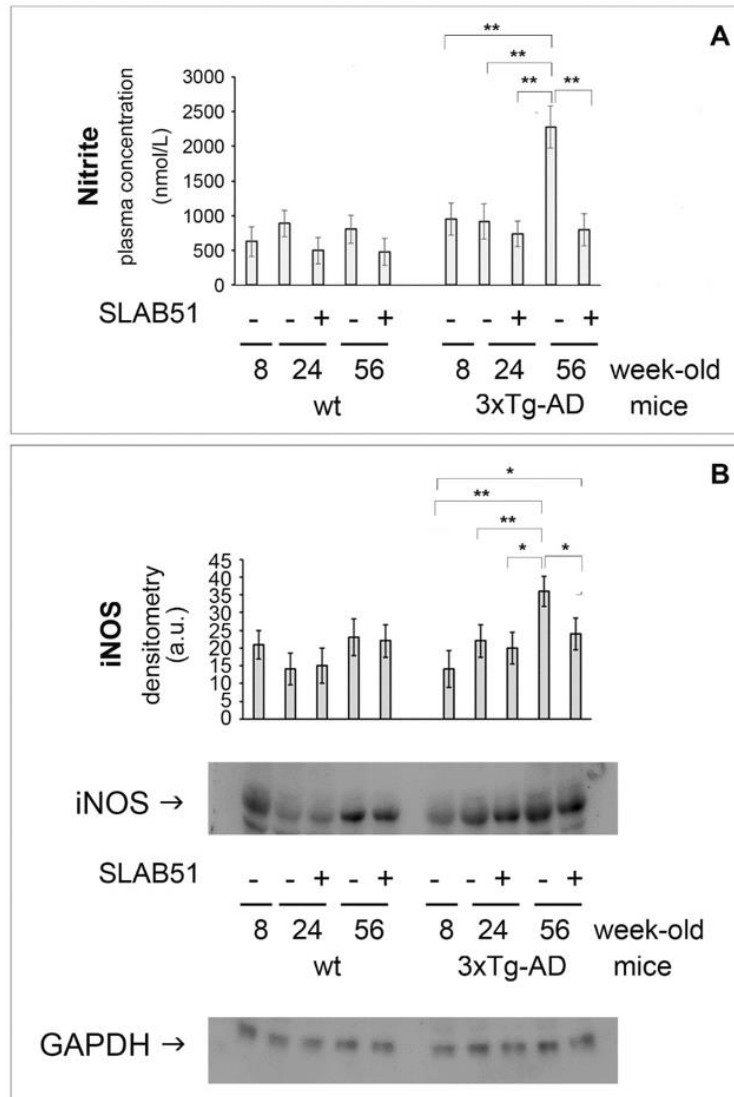 A
**
**
**
**
Nitrite
plasma concentration
(nmol/L)
3000
2500
2000
1500
1000
500
0
SLAB51 - - + - + - - + - +
8 24 56 8 24 56 week-old
wt 3xTg-AD mice
B
*
**
**
*
*
iNOS
densitometry
(a.u.)
45
40
35
30
25
20
15
10
5
0
iNOS →
SLAB51 - - + - + - - + - +
8 24 56 8 24 56 week-old
wt 3xTg-AD mice
GAPDH →